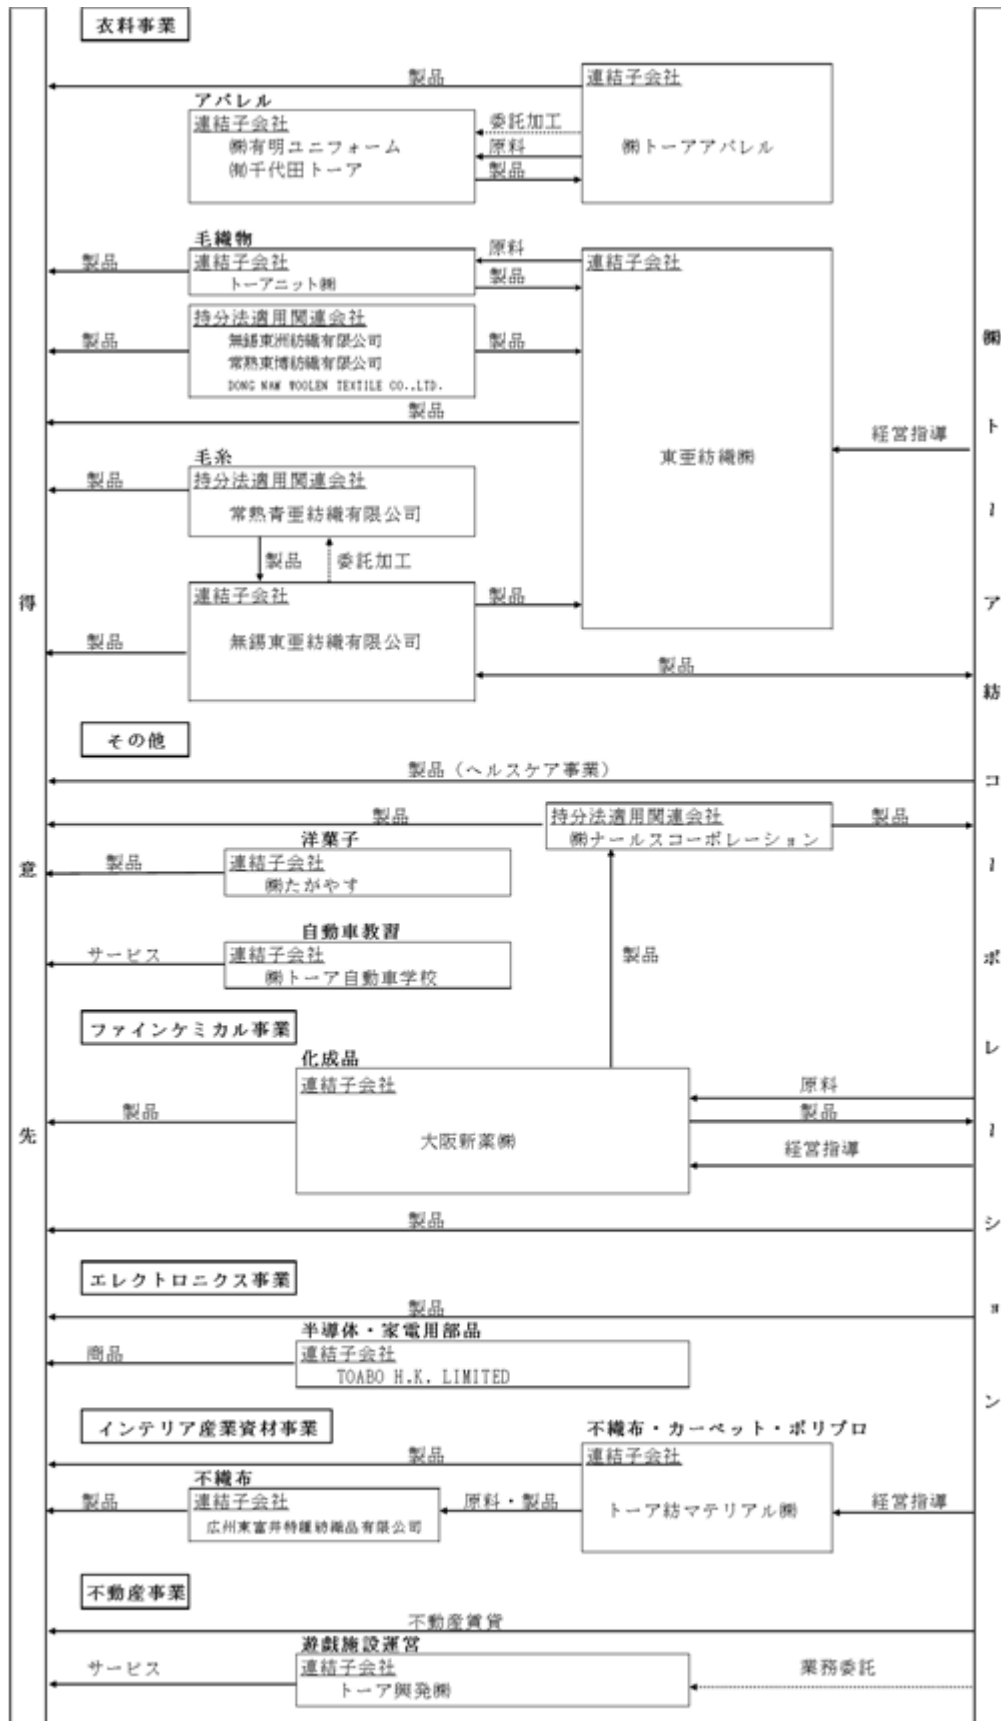 衣料事業
製品
連結子会社
㈱トーアアパレル
アパレル
連結子会社
㈱有明ユニフォーム
㈲千代田トーア
委託加工
原料
製品
毛織物
連結子会社
トーアニット㈱
製品
原料
製品
連結子会社
東亜紡織㈱
持分法適用関連会社
無錫東洲紡織有限公司
常熟東博紡織有限公司
DONG NAM WOOLEN TEXTILE CO.,LTD.
製品
製品
製品
経営指導
毛糸
持分法適用関連会社
常熟青亜紡織有限公司
製品
製品
委託加工
連結子会社
無錫東亜紡織有限公司
製品
製品
製品
その他
製品（ヘルスケア事業）
製品
持分法適用関連会社
㈱ナールスコーポレーション
製品
洋菓子
連結子会社
㈱たがやす
製品
自動車教習
連結子会社
㈱トーア自動車学校
サービス
製品
ファインケミカル事業
化成品
連結子会社
大阪新薬㈱
製品
原料
製品
経営指導
製品
エレクトロニクス事業
製品
半導体・家電用部品
連結子会社
TOABO H.K. LIMITED
商品
インテリア産業資材事業
不織布・カーペット・ポリプロ
連結子会社
トーア紡マテリアル㈱
製品
不織布
連結子会社
広州東富井特種紡織品有限公司
製品
原料・製品
経営指導
不動産事業
不動産賃貸
遊戯施設運営
連結子会社
トーア興発㈱
サービス
業務委託
得意先
㈱トーア紡コーポレーション